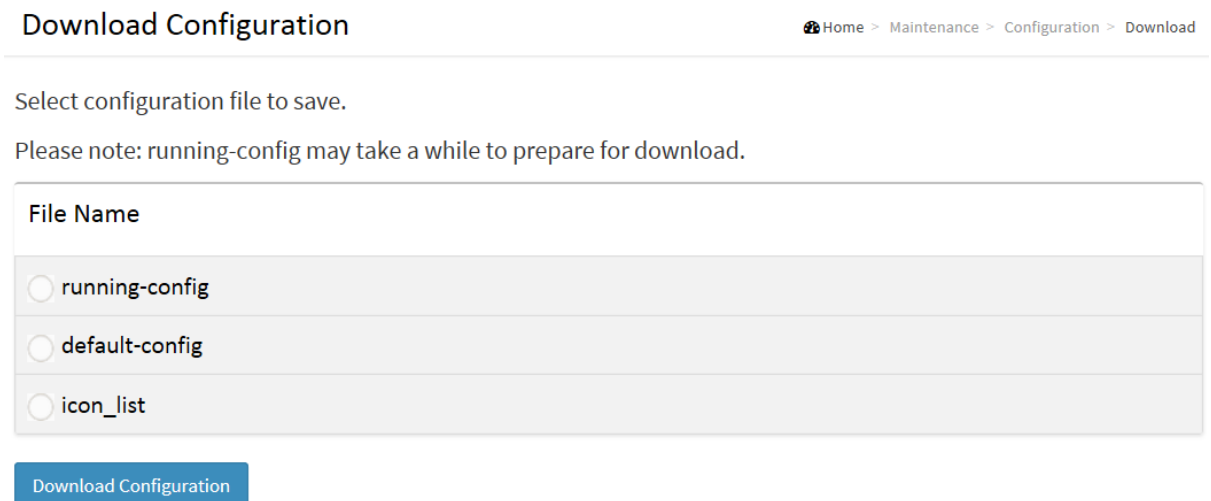 Download Configuration
Home > Maintenance > Configuration > Download
Select configuration file to save.
Please note: running-config may take a while to prepare for download.
File Name
running-config
default-config
icon_list
Download Configuration